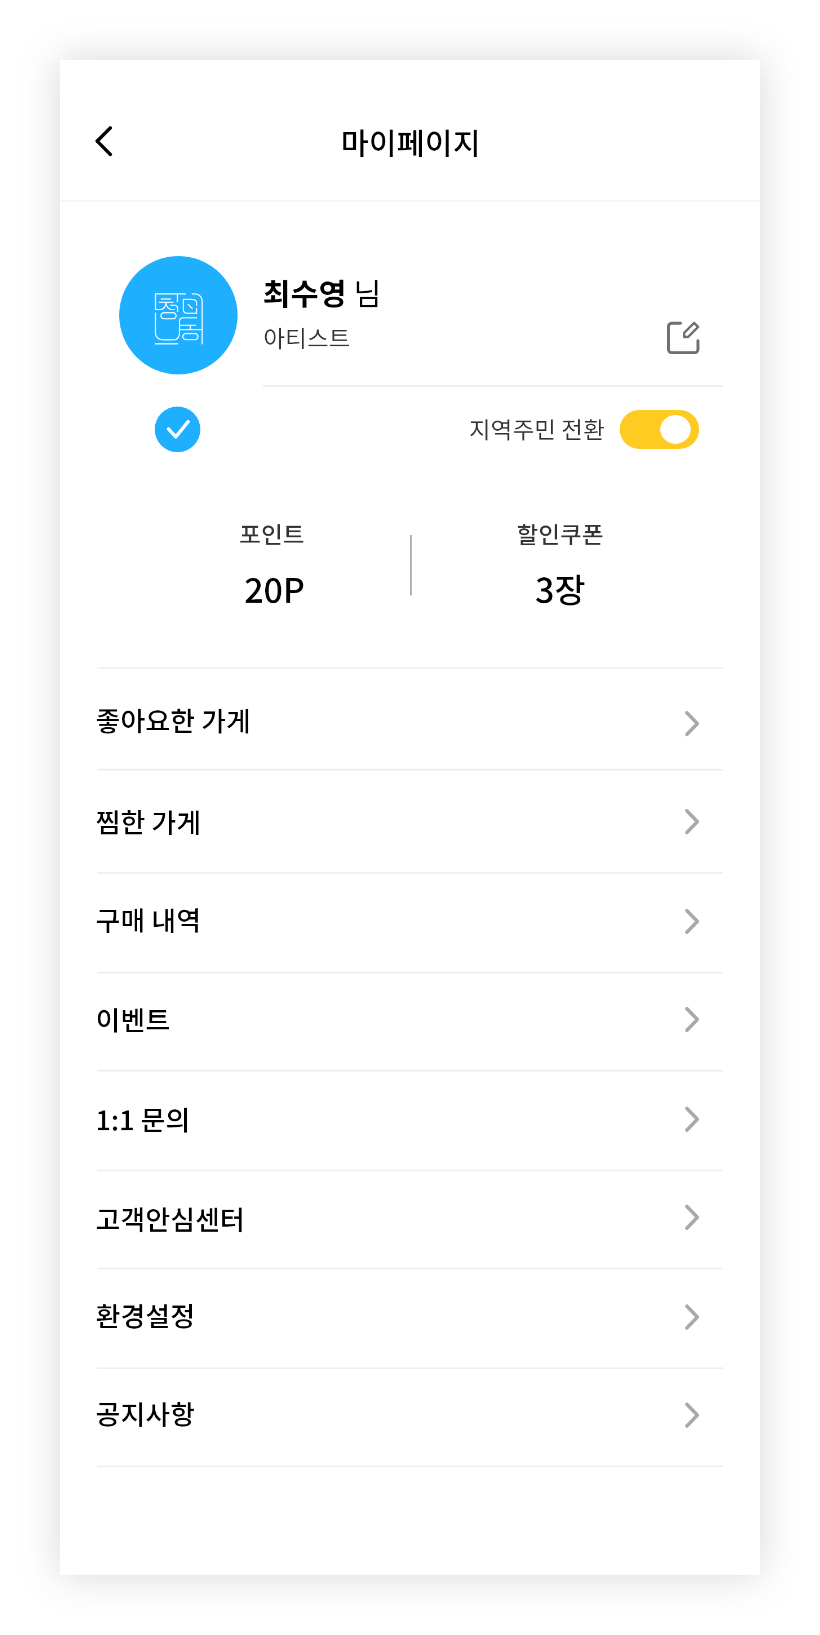 마이페이지
최수영 님
아티스트
지역주민 전환
포인트
할인쿠폰
20P
3장
좋아요한 가게
찜한 가게
구매 내역
이벤트
1:1 문의
고객안심센터
환경설정
공지사항